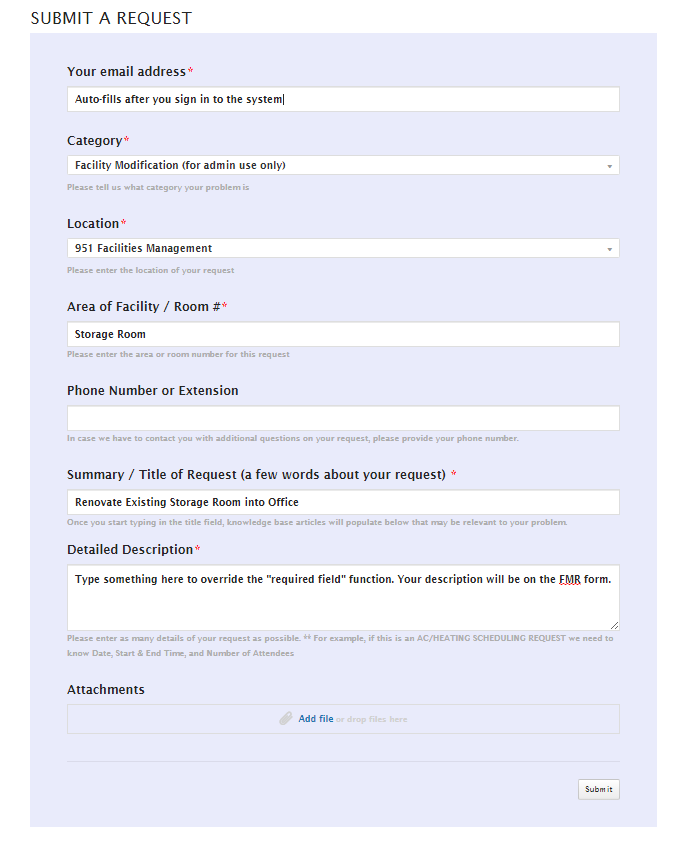 SUBMIT A REQUEST
Your email address*
Auto-fills after you sign in to the system
Category*
Facility Modification (for admin use only)
Please tell us what category your problem is
Location*
951 Facilities Management
Please enter the location of your request
Area of Facility / Room #*
Storage Room
Please enter the area or room number for this request
Phone Number or Extension
In case we have to contact you with additional questions on your request, please provide your phone number.
Summary / Title of Request (a few words about your request) *
Renovate Existing Storage Room into Office
Once you start typing in the title field, knowledge base articles will populate below that may be relevant to your problem.
Detailed Description*
Type something here to override the "required field" function. Your description will be on the FMR form.
Please enter as many details of your request as possible. ** For example, if this is an AC/HEATING SCHEDULING REQUEST we need to
know Date, Start & End Time, and Number of Attendees
Attachments
Add file or drop files here
Submit